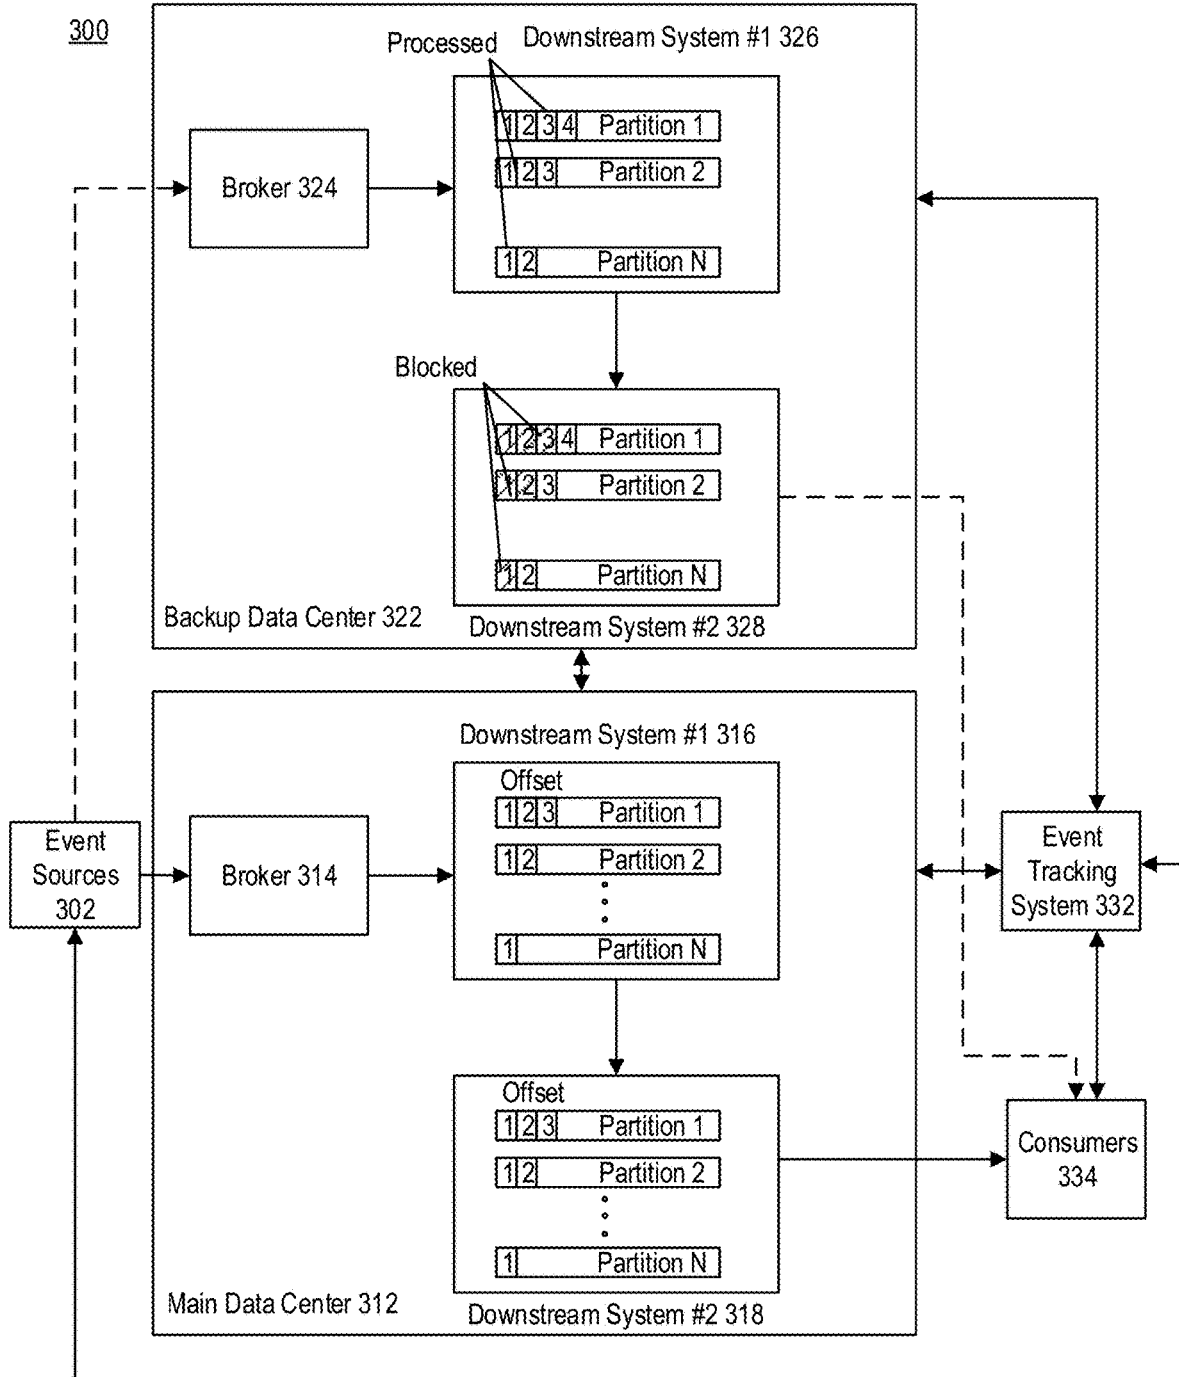 300
Downstream System #1 326
Processed
1 2 3 4 Partition 1
1 2 3 Partition 2
Broker 324
1 2 Partition N
Blocked
1 2 3 4 Partition 1
1 2 3 Partition 2
1 2 Partition N
Backup Data Center 322
Downstream System #2 328
Downstream System #1 316
Offset
1 2 3 Partition 1
1 2 Partition 2
1 Partition N
Event
Sources
302
Broker 314
Event
Tracking
System 332
Offset
1 2 3 Partition 1
1 2 Partition 2
1 Partition N
Consumers
334
Main Data Center 312
Downstream System #2 318